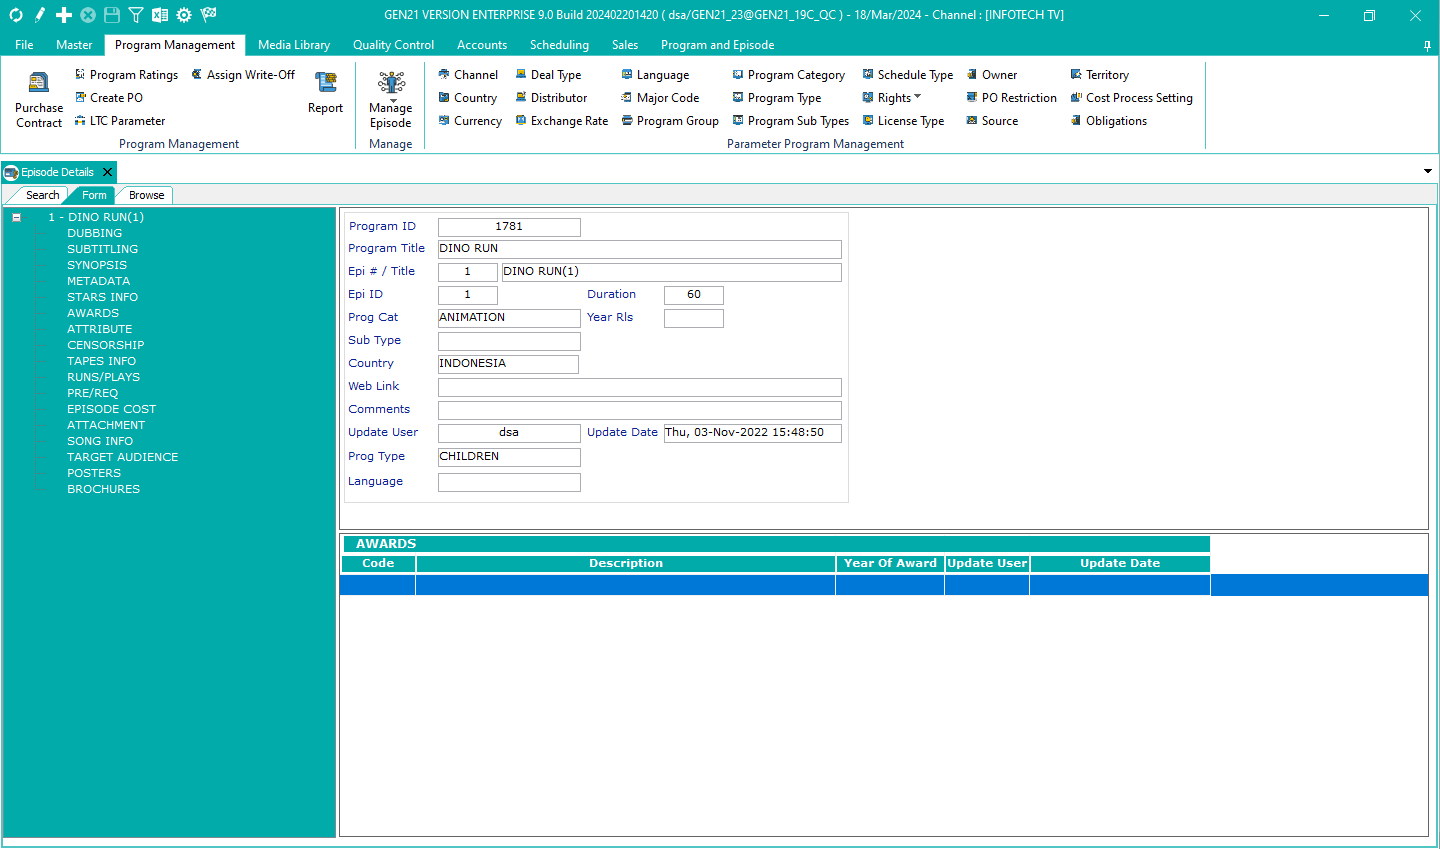 GEN21 VERSION ENTERPRISE 9.0 Build 202402201420 ( dsa/GEN21_23@GEN21_19C_QC ) - 18/Mar/2024 - Channel : [INFOTECH TV]
File Master Program Management Media Library Quality Control Accounts Scheduling Sales Program and Episode
Purchase
Contract
Program Ratings
Create PO
LTC Parameter
Assign Write-Off
Report
Program Management
Manage
Episode
Manage
Channel
Country
Currency
Deal Type
Distributor
Exchange Rate
Language
Major Code
Program Group
Program Category
Program Type
Program Sub Types
Schedule Type
Rights
License Type
Owner
PO Restriction
Source
Territory
Cost Process Setting
Obligations
Parameter Program Management
Episode Details
Search Form Browse
1 - DINO RUN(1)
DUBBING
SUBTITLING
SYNOPSIS
METADATA
STARS INFO
AWARDS
ATTRIBUTE
CENSORSHIP
TAPES INFO
RUNS/PLAYS
PRE/REQ
EPISODE COST
ATTACHMENT
SONG INFO
TARGET AUDIENCE
POSTERS
BROCHURES
Program ID 1781
Program Title DINO RUN
Epi # / Title 1 DINO RUN(1)
Epi ID 1 Duration 60
Prog Cat ANIMATION Year Rls
Sub Type
Country INDONESIA
Web Link
Comments
Update User dsa Update Date Thu, 03-Nov-2022 15:48:50
Prog Type CHILDREN
Language
AWARDS
Code Description Year Of Award Update User Update Date